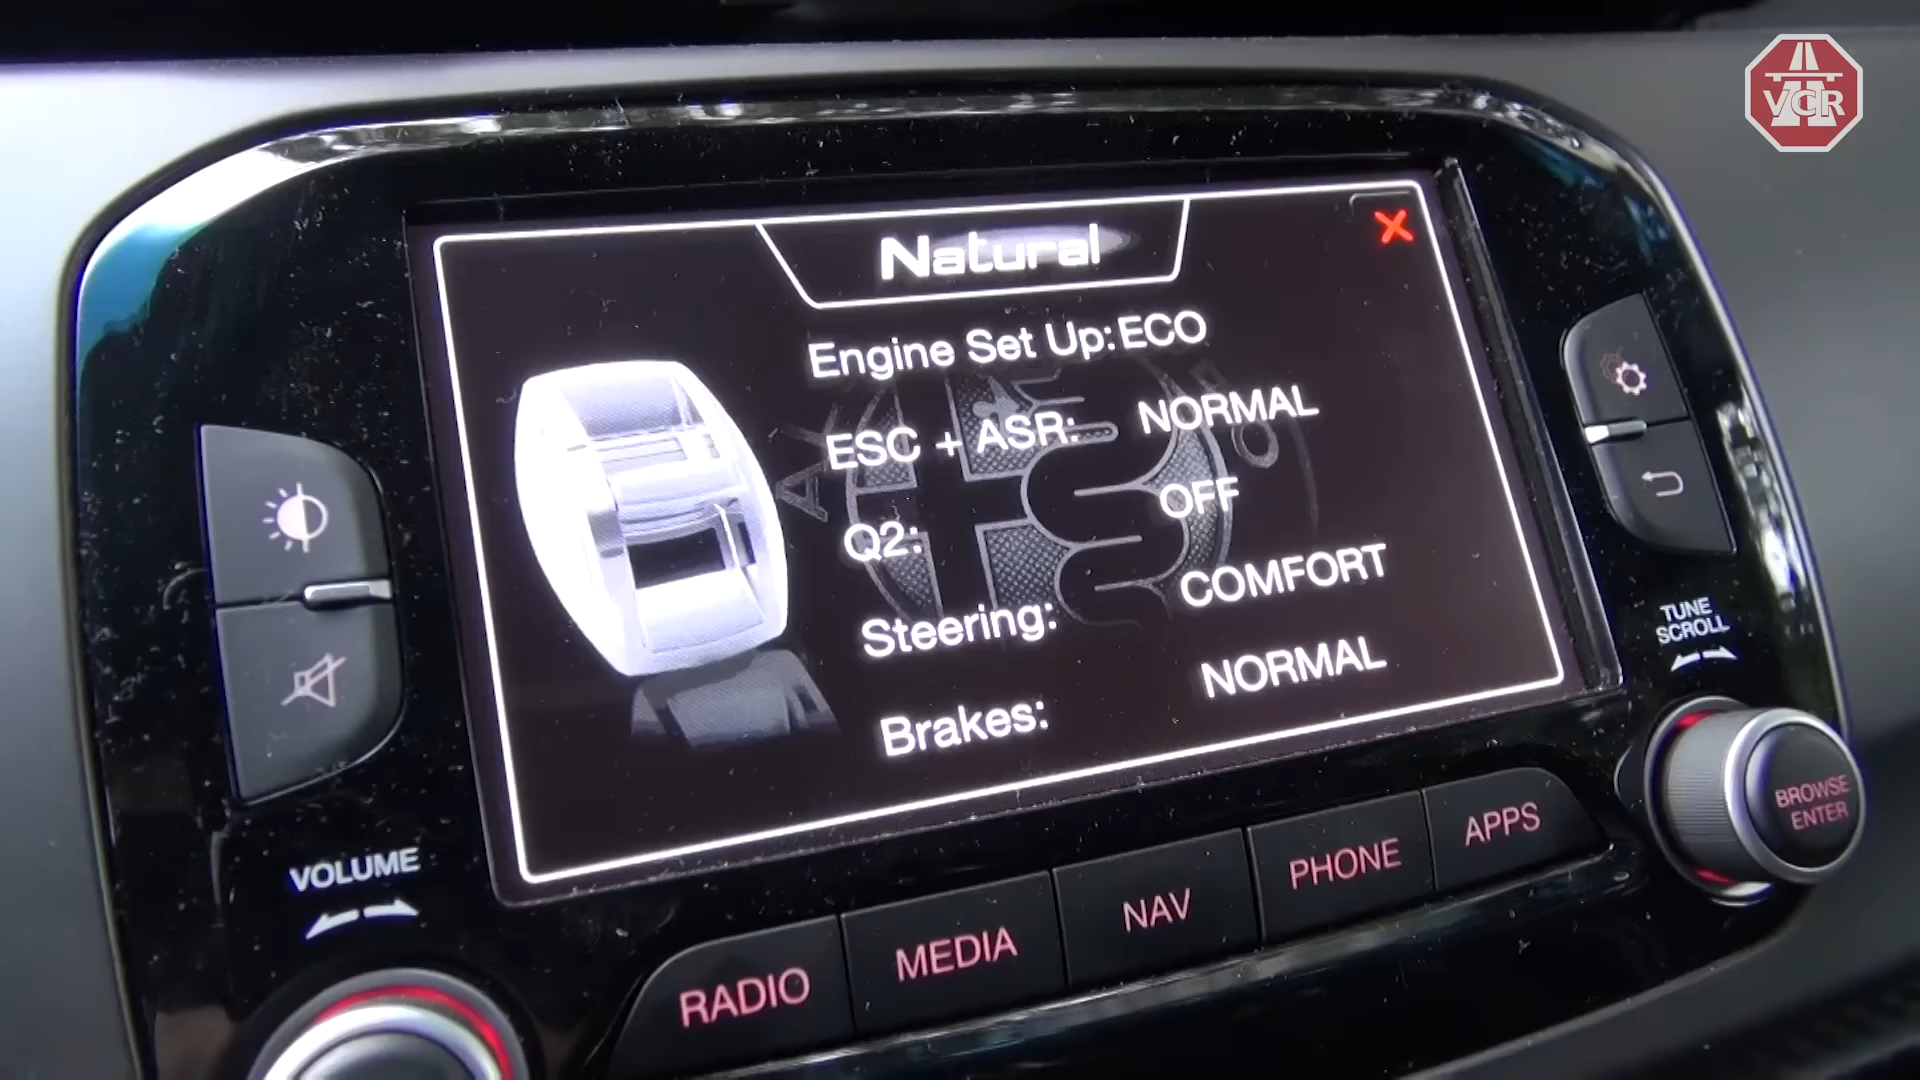 VCR
Natural
Engine Set Up: ECO
ESC + ASR: NORMAL
Q2: OFF
Steering: COMFORT
Brakes: NORMAL
TUNE
SCROLL
BROWSE
ENTER
VOLUME
RADIO
MEDIA
NAV
PHONE
APPS